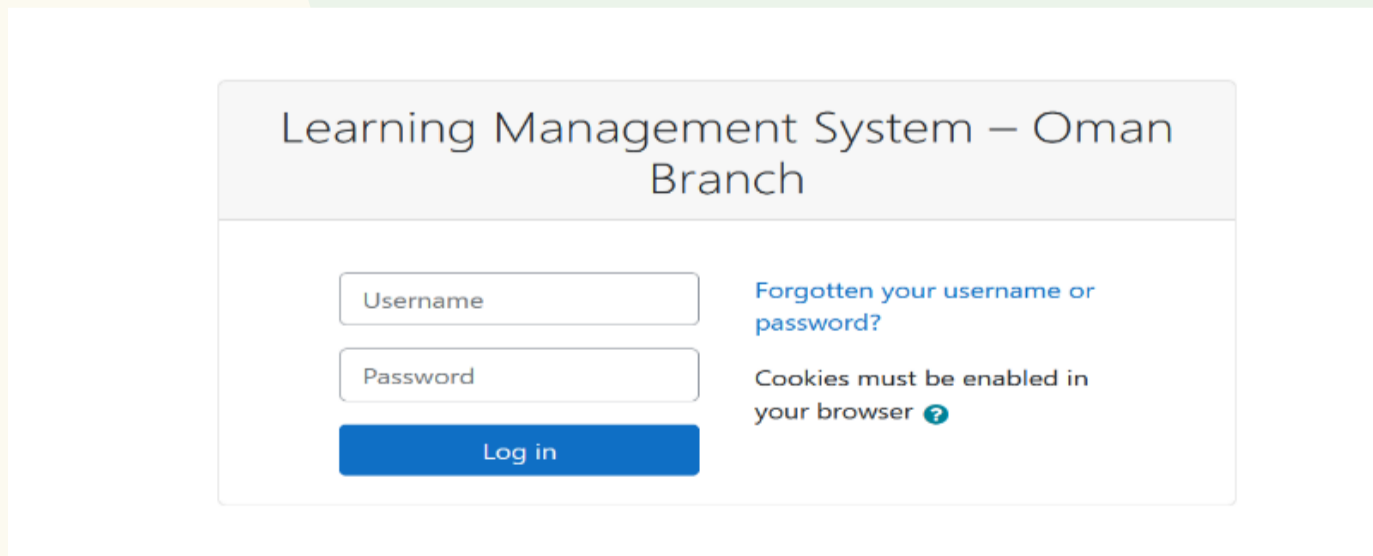 Learning Management System – Oman
Branch
Username
Password
Log in
Forgotten your username or
password?
Cookies must be enabled in
your browser ?